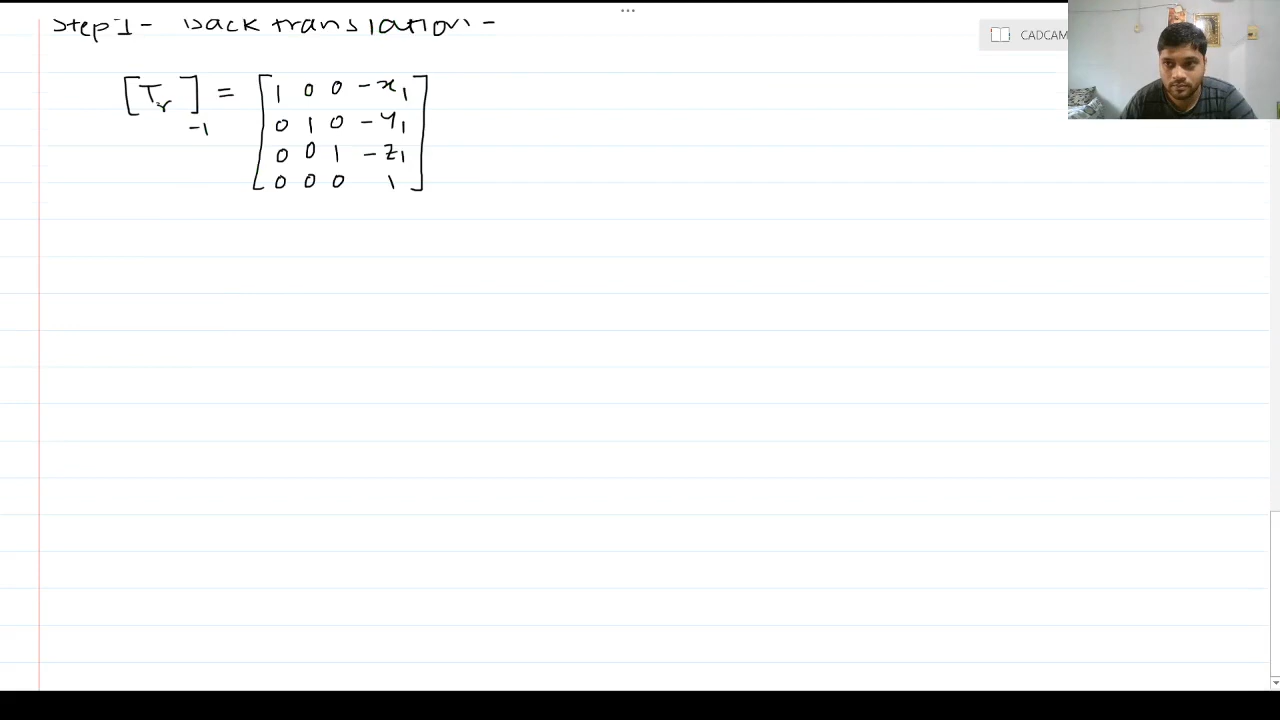 Step 1 - Back translation -
CADCAM
[Tr]-1 = [1 0 0 -x1
0 1 0 -y1
0 0 1 -z1
0 0 0 1]